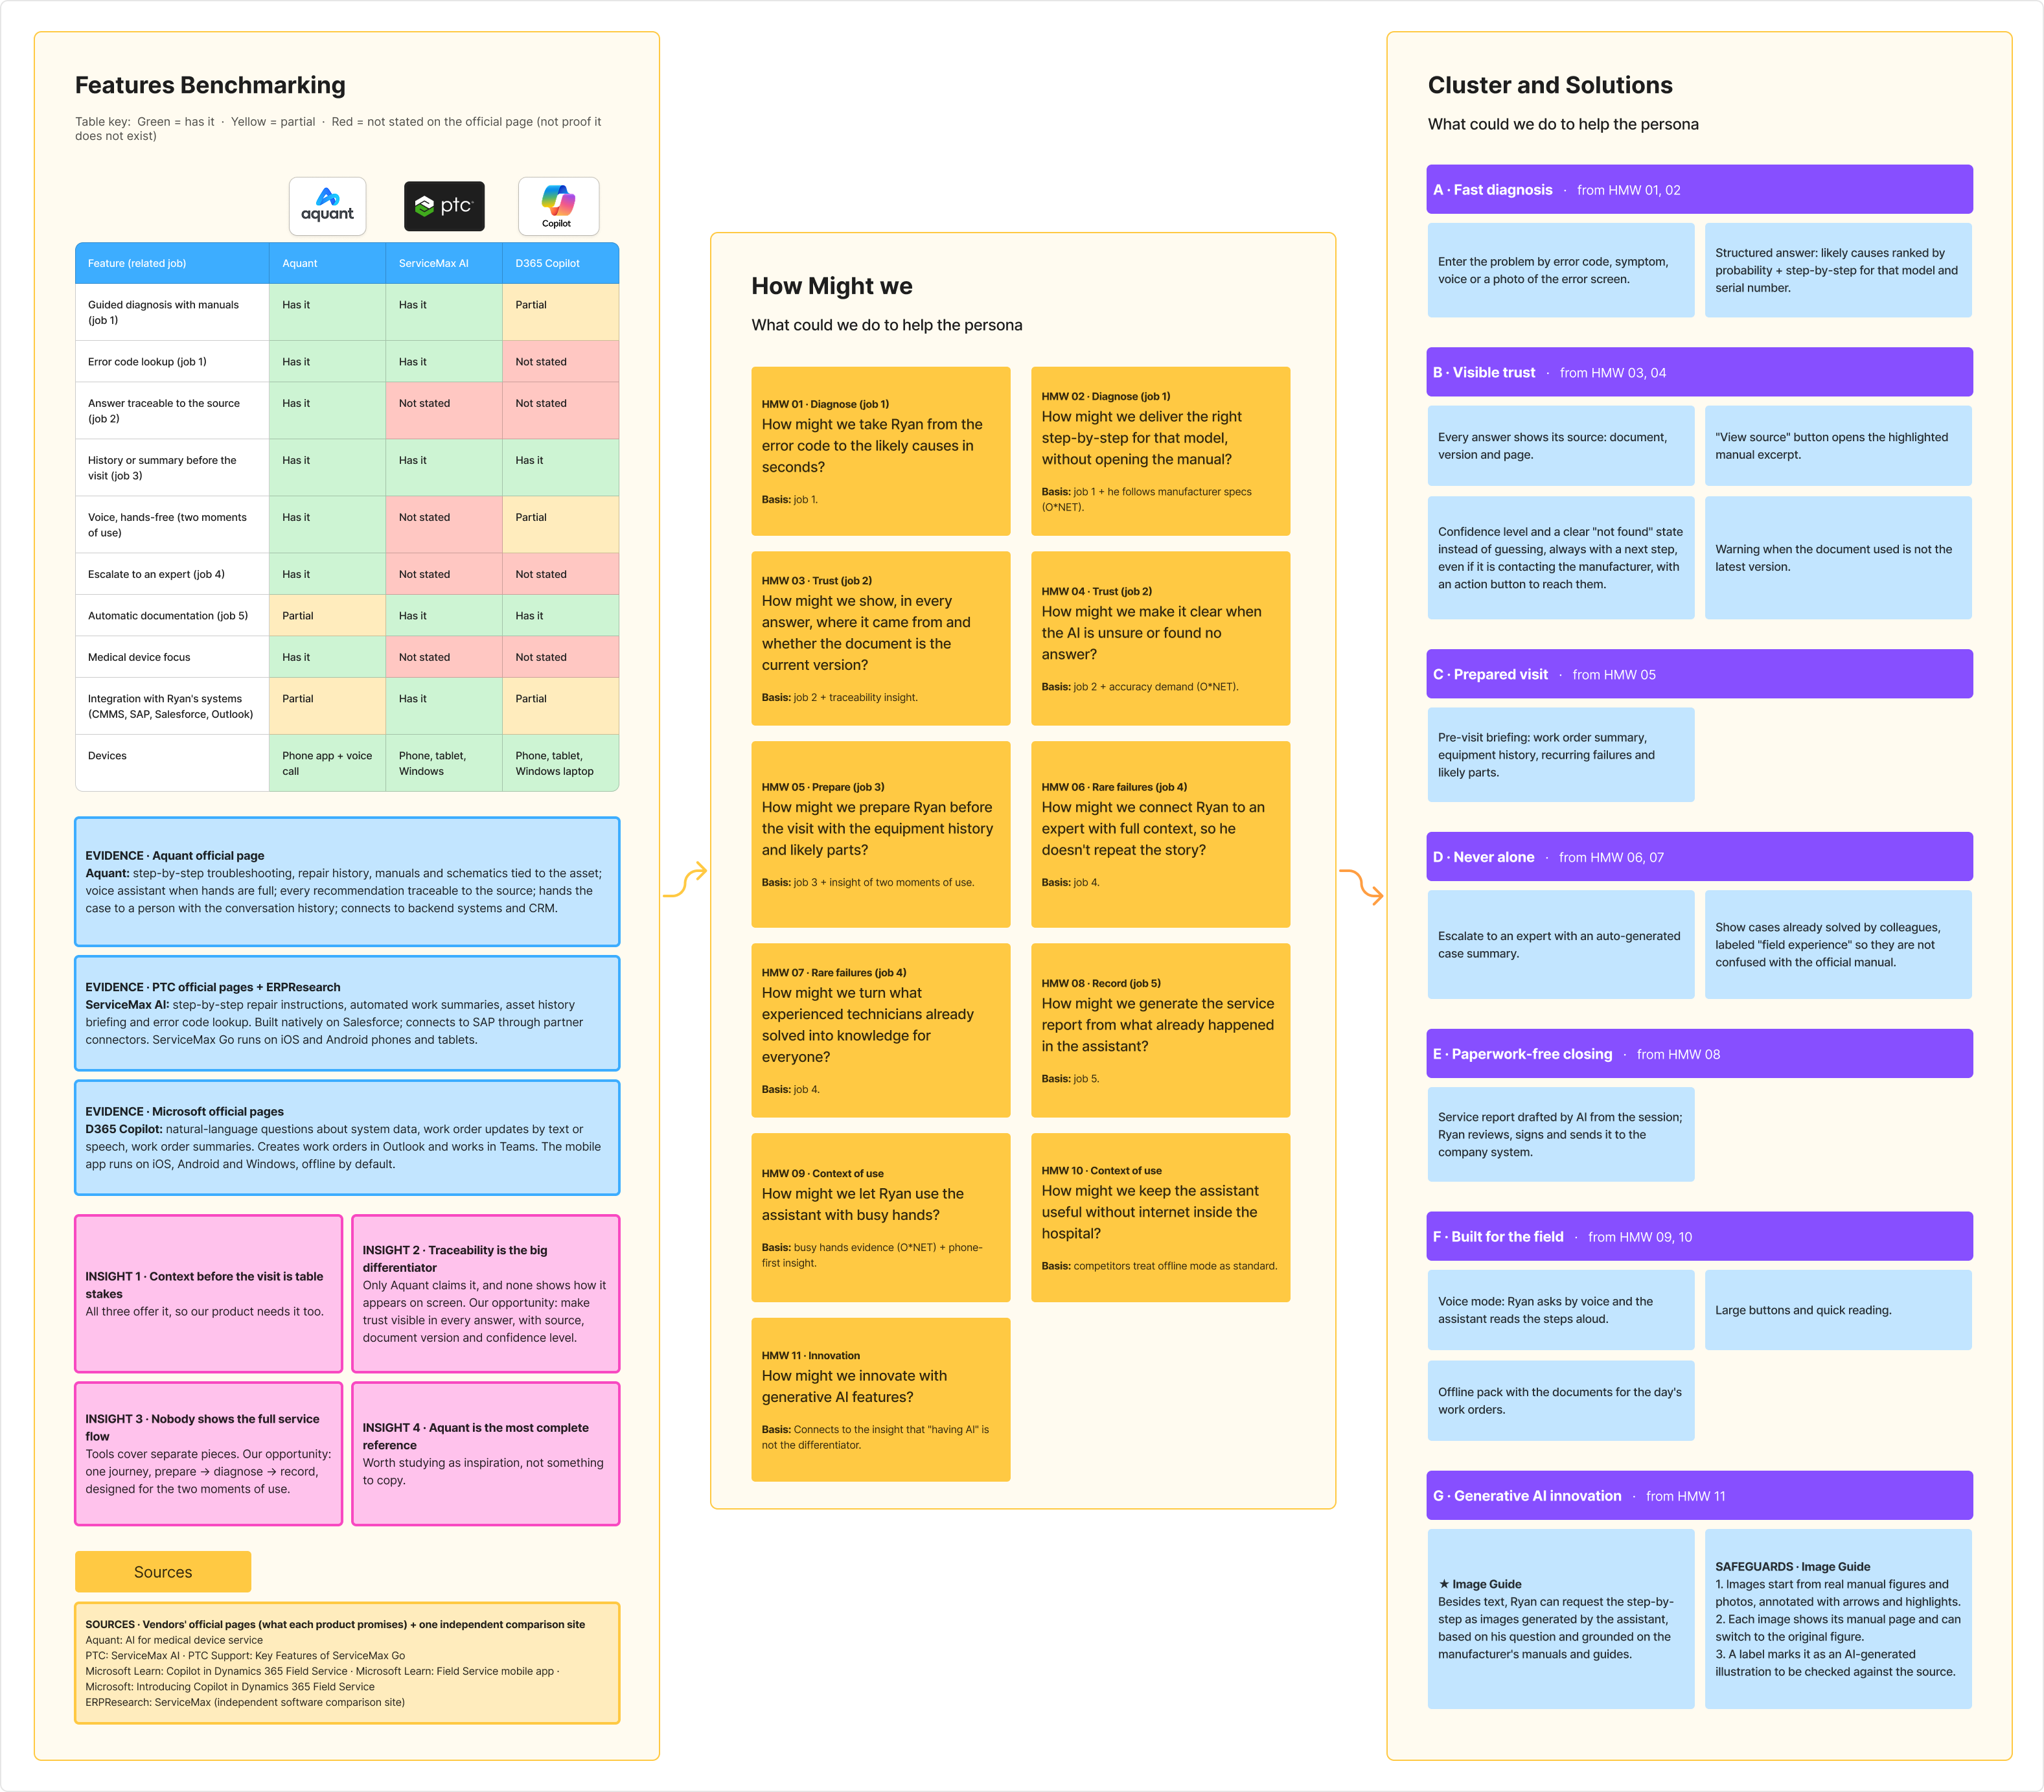 Features Benchmarking
Table key:  Green = has it  ·  Yellow = partial  ·  Red = not stated on the official page (not proof it
does not exist)
aquant
ptc
Copilot
Feature (related job) Aquant ServiceMax AI D365 Copilot
Guided diagnosis with manuals
(job 1)
Has it Has it Partial
Error code lookup (job 1) Has it Has it Not stated
Answer traceable to the source
(job 2)
Has it Not stated Not stated
History or summary before the
visit (job 3)
Has it Has it Has it
Voice, hands-free (two moments
of use)
Has it Not stated Partial
Escalate to an expert (job 4) Has it Not stated Not stated
Automatic documentation (job 5) Partial Has it Has it
Medical device focus Has it Not stated Not stated
Integration with Ryan's systems
(CMMS, SAP, Salesforce, Outlook)
Partial Has it Partial
Devices
Phone app + voice
call
Phone, tablet,
Windows
Phone, tablet,
Windows laptop
EVIDENCE · Aquant official page
Aquant: step-by-step troubleshooting, repair history, manuals and schematics tied to the asset;
voice assistant when hands are full; every recommendation traceable to the source; hands the
case to a person with the conversation history; connects to backend systems and CRM.
EVIDENCE · PTC official pages + ERPResearch
ServiceMax AI: step-by-step repair instructions, automated work summaries, asset history
briefing and error code lookup. Built natively on Salesforce; connects to SAP through partner
connectors. ServiceMax Go runs on iOS and Android phones and tablets.
EVIDENCE · Microsoft official pages
D365 Copilot: natural-language questions about system data, work order updates by text or
speech, work order summaries. Creates work orders in Outlook and works in Teams. The mobile
app runs on iOS, Android and Windows, offline by default.
INSIGHT 1 · Context before the visit is table
stakes
All three offer it, so our product needs it too.
INSIGHT 2 · Traceability is the big
differentiator
Only Aquant claims it, and none shows how it
appears on screen. Our opportunity: make
trust visible in every answer, with source,
document version and confidence level.
INSIGHT 3 · Nobody shows the full service
flow
Tools cover separate pieces. Our opportunity:
one journey, prepare → diagnose → record,
designed for the two moments of use.
INSIGHT 4 · Aquant is the most complete
reference
Worth studying as inspiration, not something
to copy.
Sources
SOURCES · Vendors' official pages (what each product promises) + one independent comparison site
Aquant: AI for medical device service
PTC: ServiceMax AI · PTC Support: Key Features of ServiceMax Go
Microsoft Learn: Copilot in Dynamics 365 Field Service · Microsoft Learn: Field Service mobile app ·
Microsoft: Introducing Copilot in Dynamics 365 Field Service
ERPResearch: ServiceMax (independent software comparison site)
How Might we
What could we do to help the persona
HMW 01 · Diagnose (job 1)
How might we take Ryan from the
error code to the likely causes in
seconds?
Basis: job 1.
HMW 02 · Diagnose (job 1)
How might we deliver the right
step-by-step for that model,
without opening the manual?
Basis: job 1 + he follows manufacturer specs
(O*NET).
HMW 03 · Trust (job 2)
How might we show, in every
answer, where it came from and
whether the document is the
current version?
Basis: job 2 + traceability insight.
HMW 04 · Trust (job 2)
How might we make it clear when
the AI is unsure or found no
answer?
Basis: job 2 + accuracy demand (O*NET).
HMW 05 · Prepare (job 3)
How might we prepare Ryan before
the visit with the equipment history
and likely parts?
Basis: job 3 + insight of two moments of use.
HMW 06 · Rare failures (job 4)
How might we connect Ryan to an
expert with full context, so he
doesn't repeat the story?
Basis: job 4.
HMW 07 · Rare failures (job 4)
How might we turn what
experienced technicians already
solved into knowledge for
everyone?
Basis: job 4.
HMW 08 · Record (job 5)
How might we generate the service
report from what already happened
in the assistant?
Basis: job 5.
HMW 09 · Context of use
How might we let Ryan use the
assistant with busy hands?
Basis: busy hands evidence (O*NET) + phone-
first insight.
HMW 10 · Context of use
How might we keep the assistant
useful without internet inside the
hospital?
Basis: competitors treat offline mode as standard.
HMW 11 · Innovation
How might we innovate with
generative AI features?
Basis: Connects to the insight that "having AI" is
not the differentiator.
Cluster and Solutions
What could we do to help the persona
A · Fast diagnosis · from HMW 01, 02
Enter the problem by error code, symptom,
voice or a photo of the error screen.
Structured answer: likely causes ranked by
probability + step-by-step for that model and
serial number.
B · Visible trust · from HMW 03, 04
Every answer shows its source: document,
version and page.
"View source" button opens the highlighted
manual excerpt.
Confidence level and a clear "not found" state
instead of guessing, always with a next step,
even if it is contacting the manufacturer, with
an action button to reach them.
Warning when the document used is not the
latest version.
C · Prepared visit · from HMW 05
Pre-visit briefing: work order summary,
equipment history, recurring failures and
likely parts.
D · Never alone · from HMW 06, 07
Escalate to an expert with an auto-generated
case summary.
Show cases already solved by colleagues,
labeled "field experience" so they are not
confused with the official manual.
E · Paperwork-free closing · from HMW 08
Service report drafted by AI from the session;
Ryan reviews, signs and sends it to the
company system.
F · Built for the field · from HMW 09, 10
Voice mode: Ryan asks by voice and the
assistant reads the steps aloud.
Large buttons and quick reading.
Offline pack with the documents for the day's
work orders.
G · Generative AI innovation · from HMW 11
★ Image Guide
Besides text, Ryan can request the step-by-
step as images generated by the assistant,
based on his question and grounded on the
manufacturer's manuals and guides.
SAFEGUARDS · Image Guide
1. Images start from real manual figures and
photos, annotated with arrows and highlights.
2. Each image shows its manual page and can
switch to the original figure.
3. A label marks it as an AI-generated
illustration to be checked against the source.